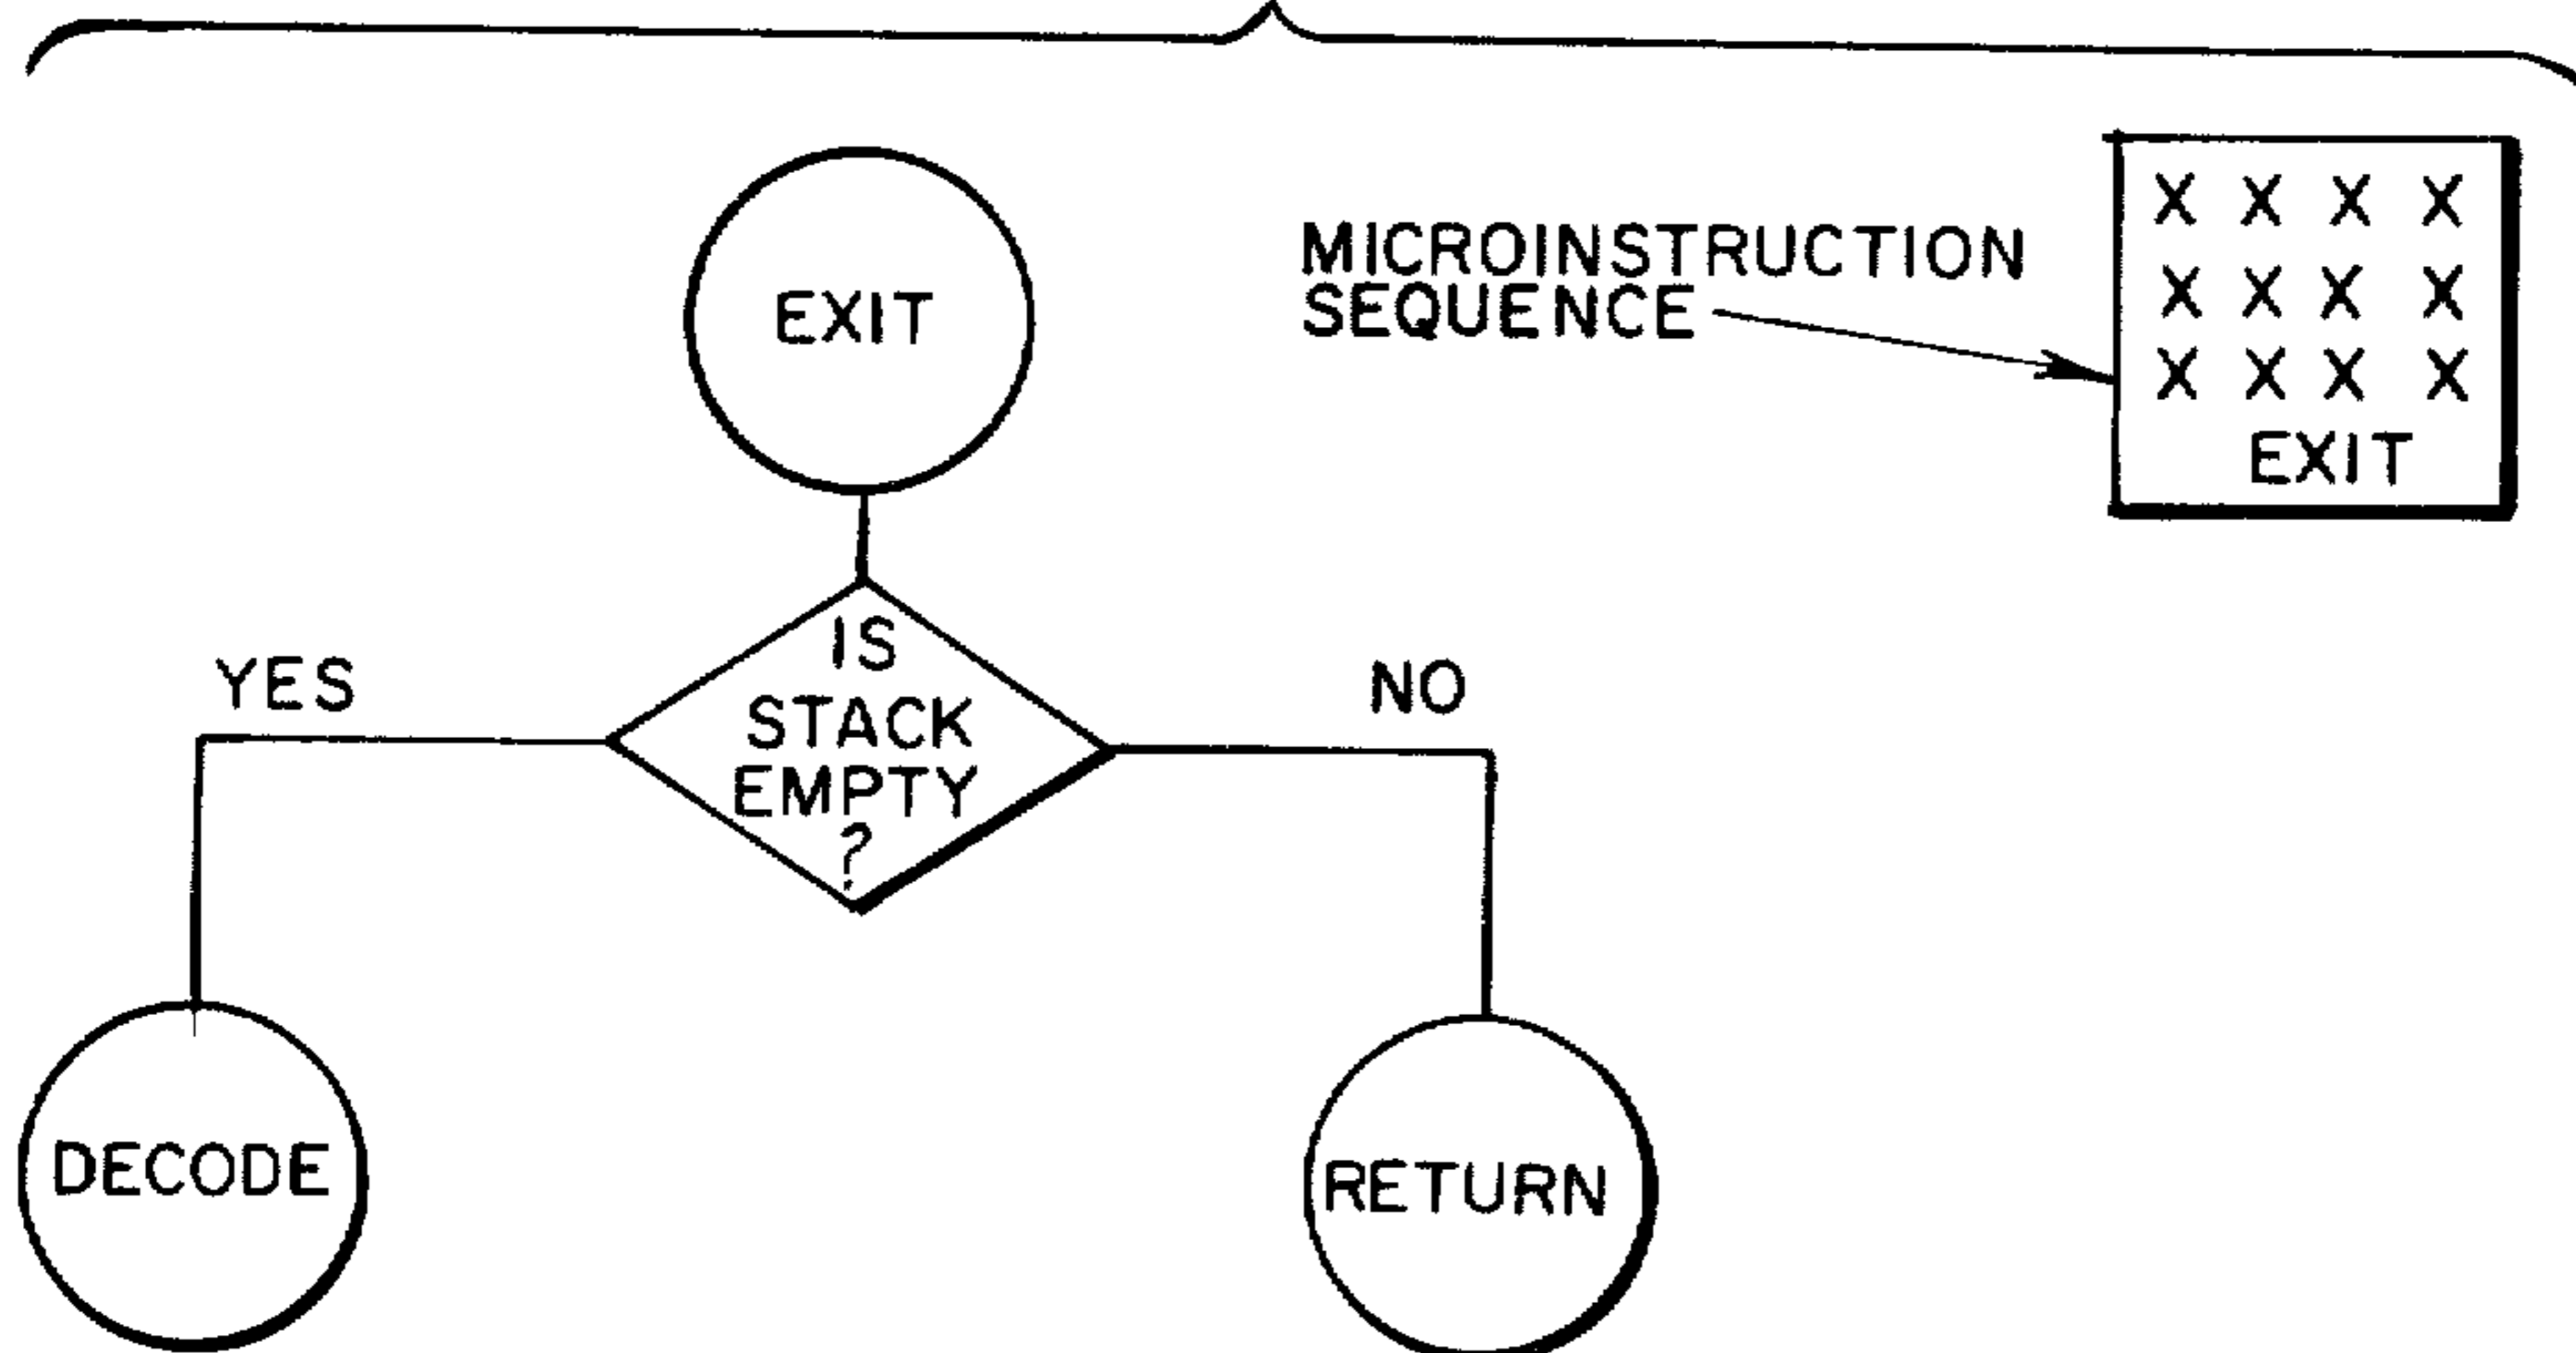 EXIT
MICROINSTRUCTION
SEQUENCE
X X X X
X X X X
X X X X
EXIT
IS
STACK
EMPTY
?
YES
NO
DECODE
RETURN